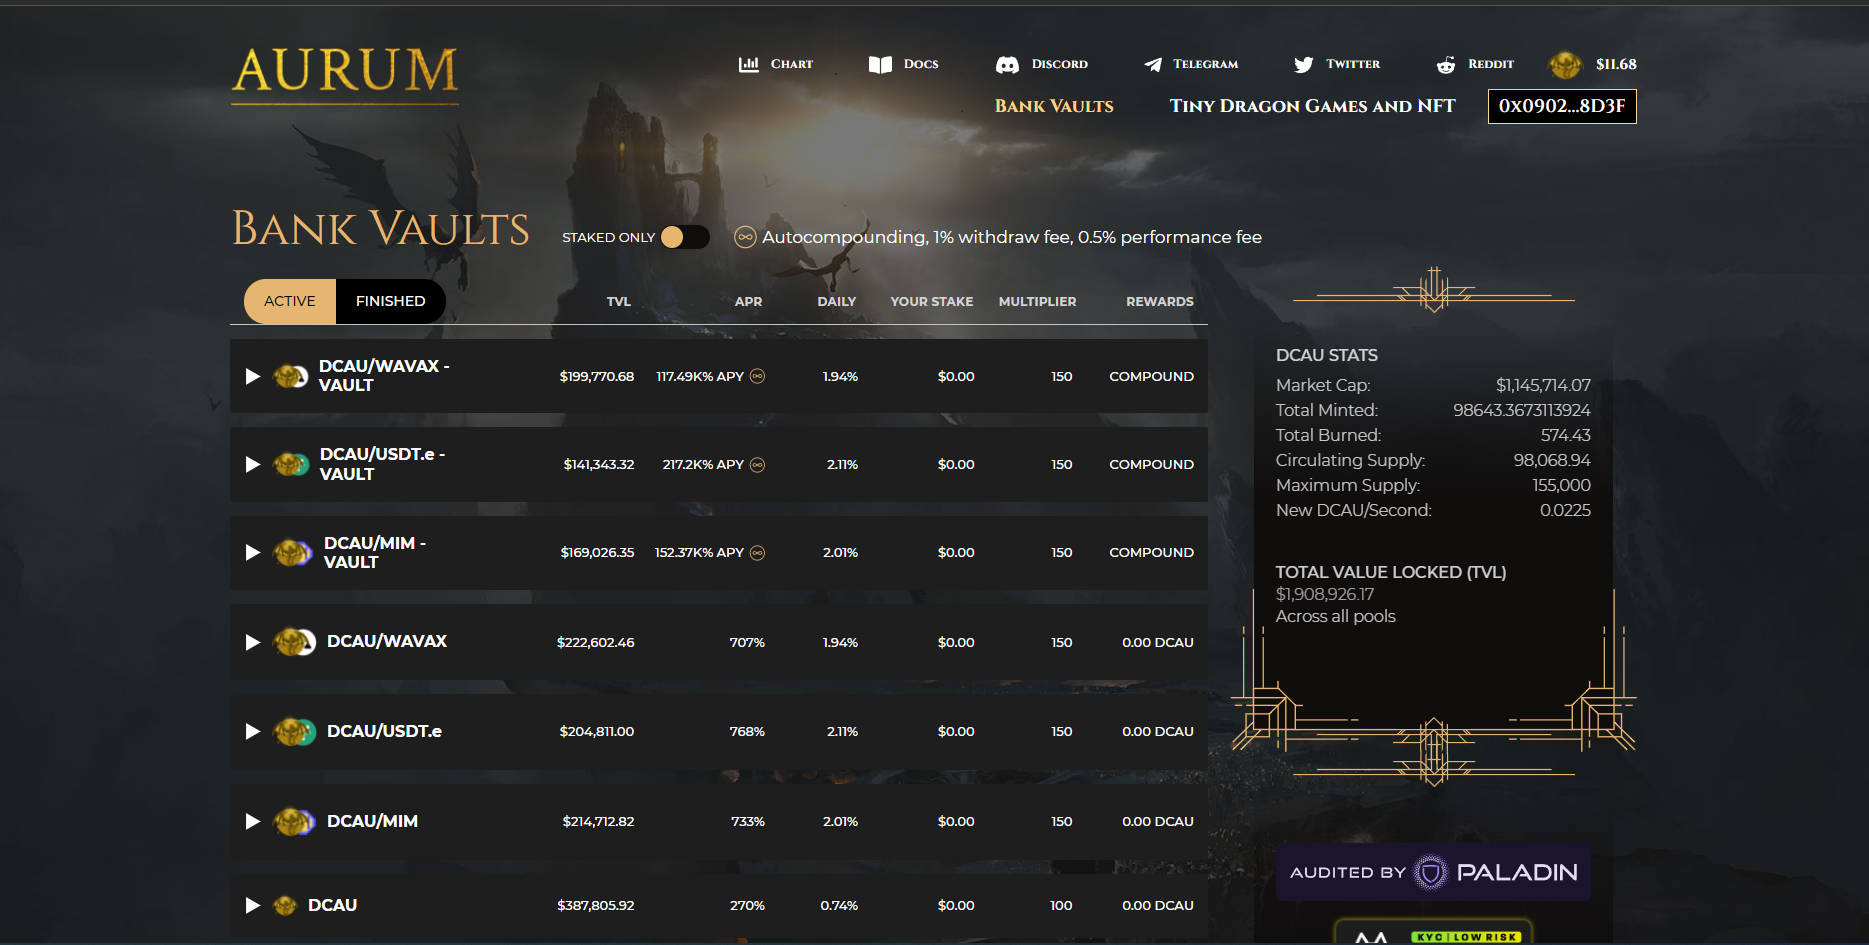 AURUM
Chart
Docs
Discord
Telegram
Twitter
Reddit
$11.68
Bank Vaults
Tiny Dragon Games and NFT
0x0902...8D3F
Bank Vaults
STAKED ONLY
Autocompounding, 1% withdraw fee, 0.5% performance fee
ACTIVE FINISHED TVL APR DAILY YOUR STAKE MULTIPLIER REWARDS
DCAU/WAVAX -
VAULT
$199,770.68 117.49K% APY 1.94% $0.00 150 COMPOUND
DCAU/USDT.e -
VAULT
$141,343.32 217.2K% APY 2.11% $0.00 150 COMPOUND
DCAU/MIM -
VAULT
$169,026.35 152.37K% APY 2.01% $0.00 150 COMPOUND
DCAU/WAVAX $222,602.46 707% 1.94% $0.00 150 0.00 DCAU
DCAU/USDT.e $204,811.00 768% 2.11% $0.00 150 0.00 DCAU
DCAU/MIM $214,712.82 733% 2.01% $0.00 150 0.00 DCAU
DCAU $387,805.92 270% 0.74% $0.00 100 0.00 DCAU
DCAU STATS
Market Cap: $1,145,714.07
Total Minted: 98643.3673113924
Total Burned: 574.43
Circulating Supply: 98,068.94
Maximum Supply: 155,000
New DCAU/Second: 0.0225
TOTAL VALUE LOCKED (TVL)
$1,908,926.17
Across all pools
AUDITED BY PALADIN
KYC | LOW RISK